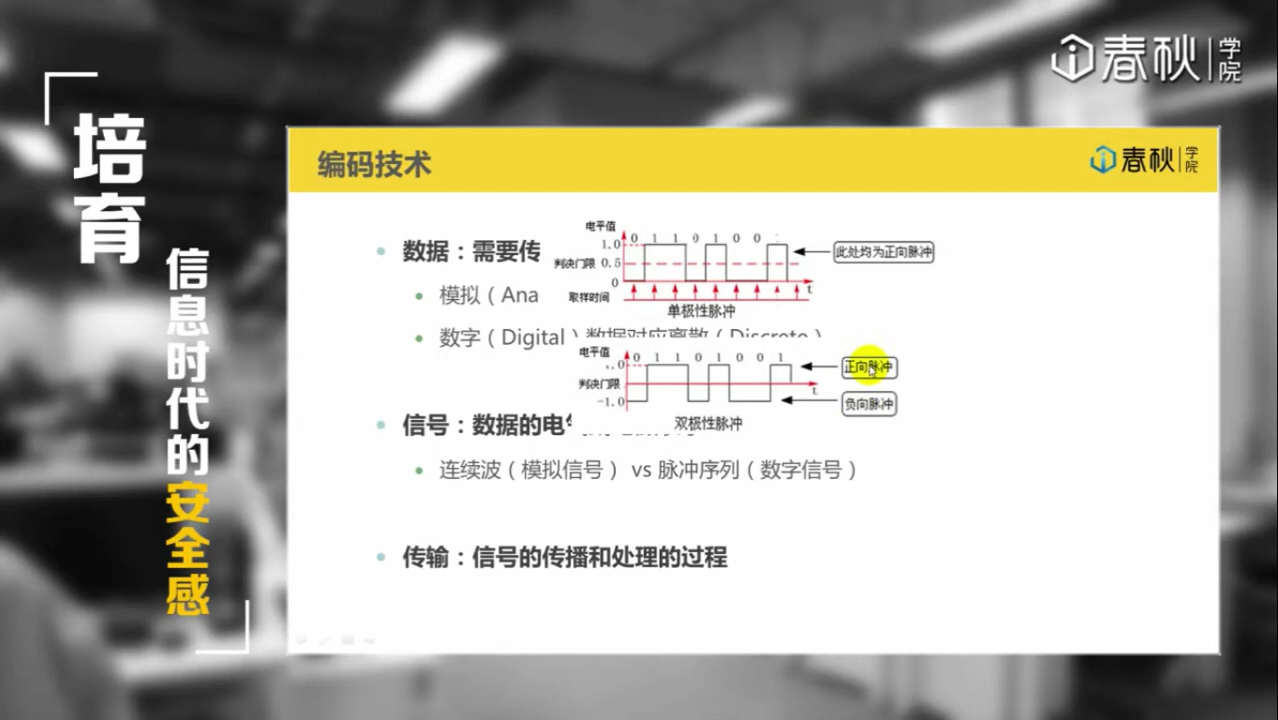 春秋学院
培育
信息时代的安全感
编码技术
春秋学院
数据：需要传
模拟（Ana
数字（Digital）数据对应离散（Discrete）
电平值
0 1 1 0 1 0 0
1.0
此处均为正向脉冲
判决门限 0.5
0
t
取样时间
单极性脉冲
电平值
0 1 1 0 1 0 0 1
正向脉冲
判决门限
t
-1.0
负向脉冲
双极性脉冲
信号：数据的电
连续波（模拟信号） vs 脉冲序列（数字信号）
传输：信号的传播和处理的过程